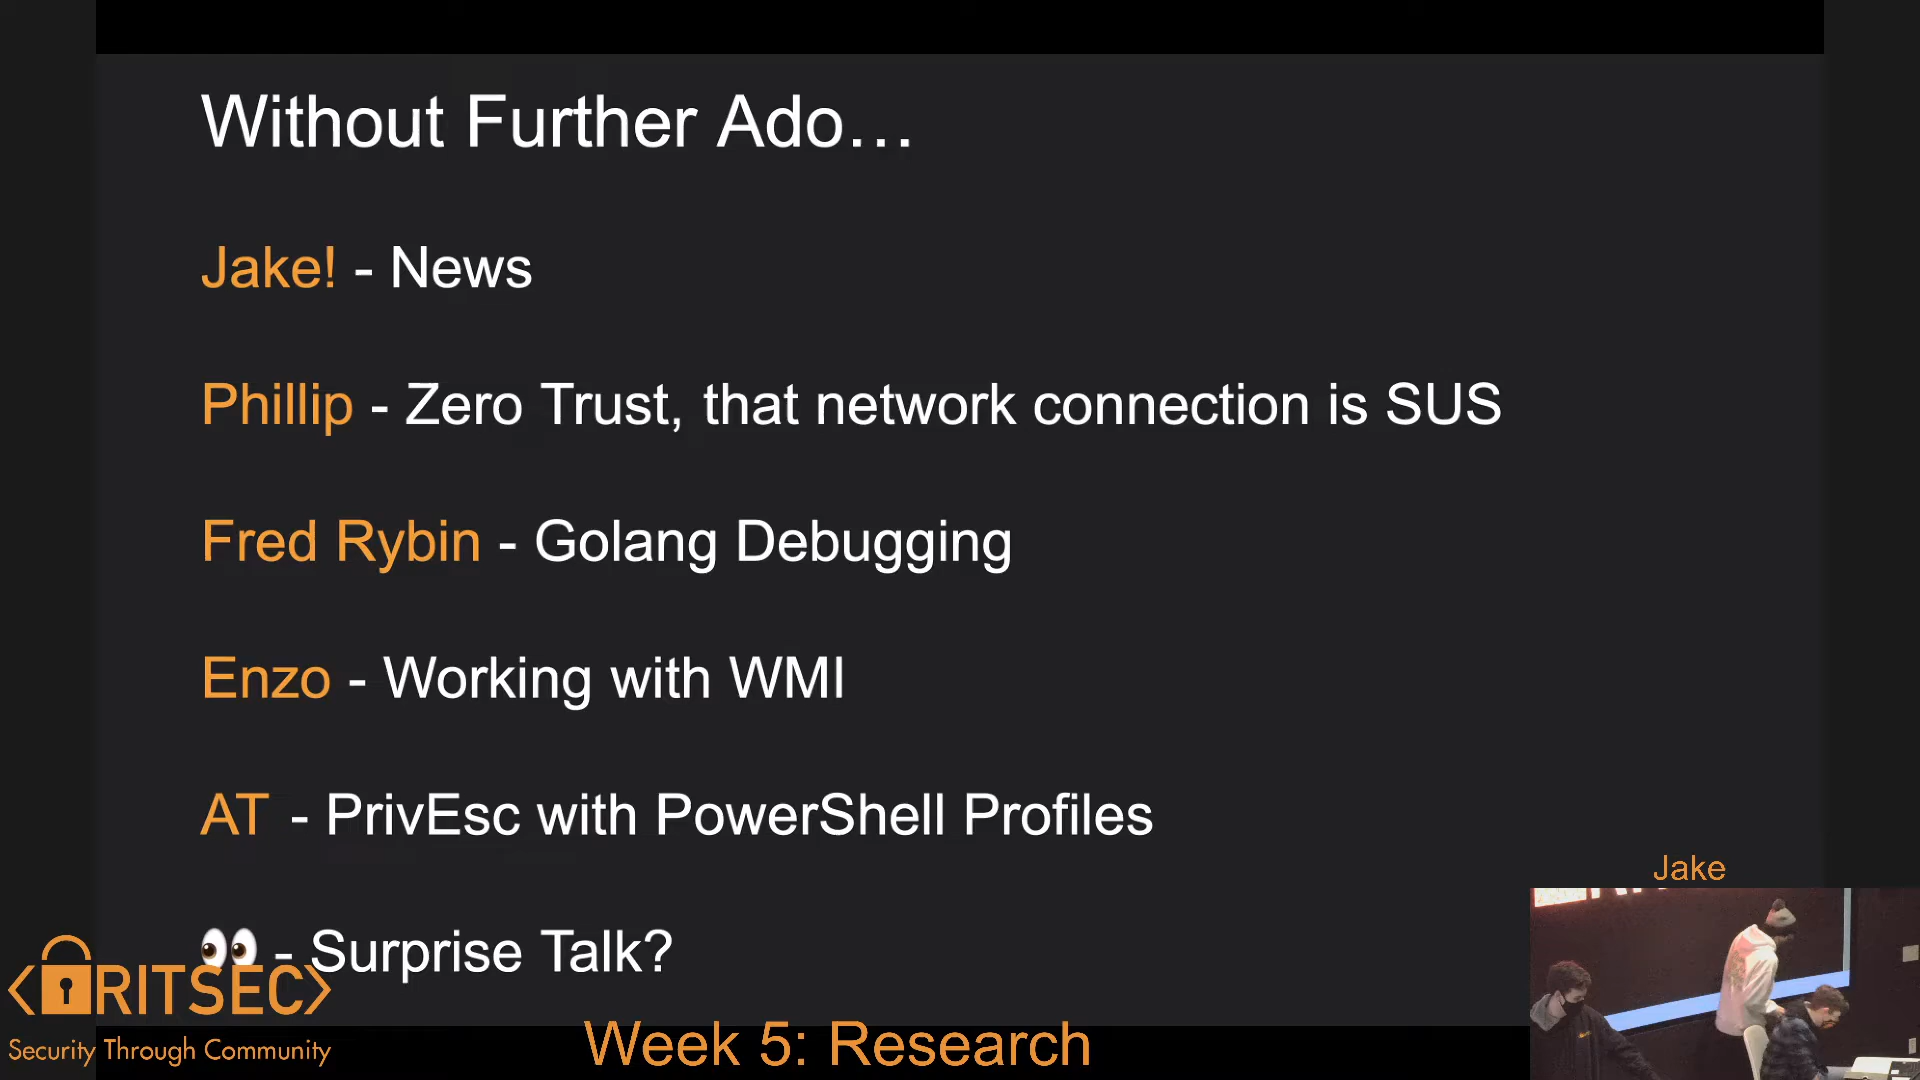 Without Further Ado…
Jake! - News
Phillip - Zero Trust, that network connection is SUS
Fred Rybin - Golang Debugging
Enzo - Working with WMI
AT - PrivEsc with PowerShell Profiles
👀 - Surprise Talk?
Jake
<RITSEC>
Security Through Community
Week 5: Research